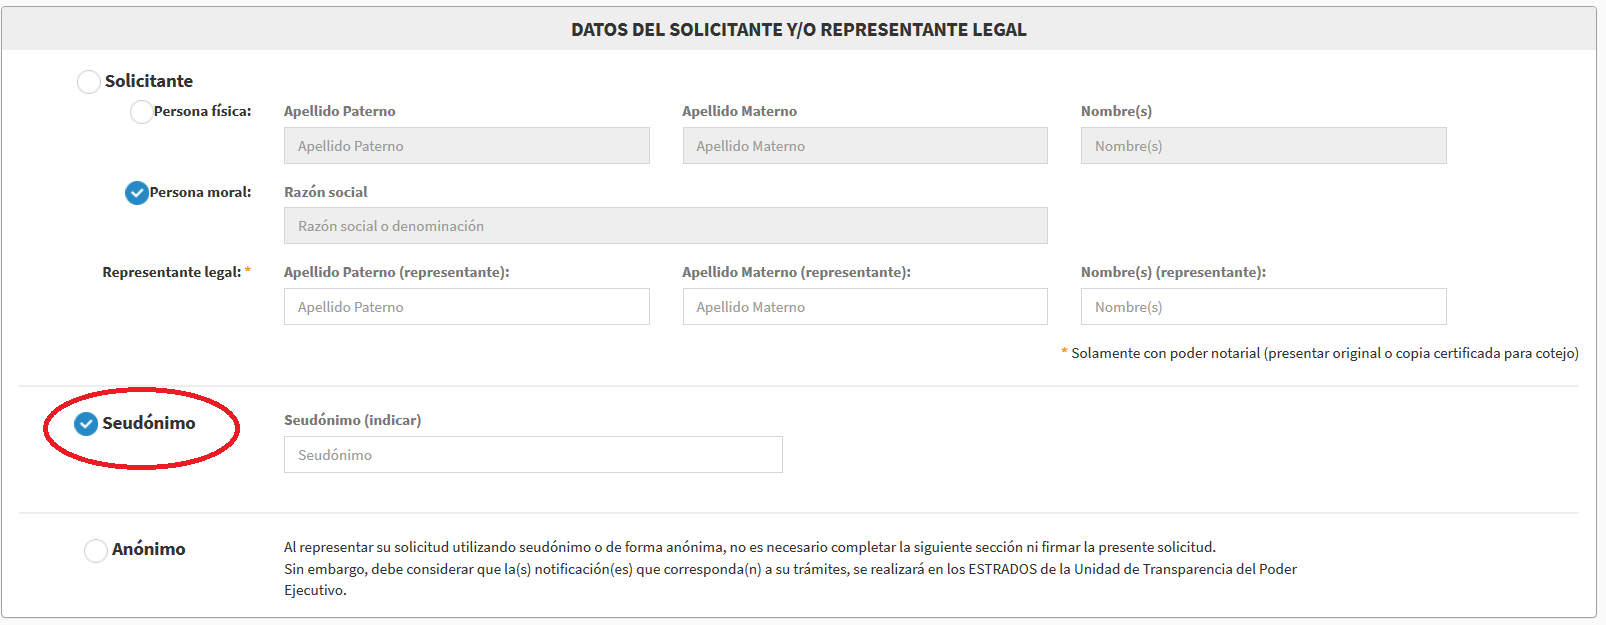 DATOS DEL SOLICITANTE Y/O REPRESENTANTE LEGAL
Solicitante
Persona física: Apellido Paterno Apellido Materno Nombre(s)
Apellido Paterno Apellido Materno Nombre(s)
Persona moral: Razón social
Razón social o denominación
Representante legal: * Apellido Paterno (representante): Apellido Materno (representante): Nombre(s) (representante):
Apellido Paterno Apellido Materno Nombre(s)
* Solamente con poder notarial (presentar original o copia certificada para cotejo)
Seudónimo Seudónimo (indicar)
Seudónimo
Anónimo Al representar su solicitud utilizando seudónimo o de forma anónima, no es necesario completar la siguiente sección ni firmar la presente solicitud.
Sin embargo, debe considerar que la(s) notificación(es) que corresponda(n) a su trámites, se realizará en los ESTRADOS de la Unidad de Transparencia del Poder
Ejecutivo.